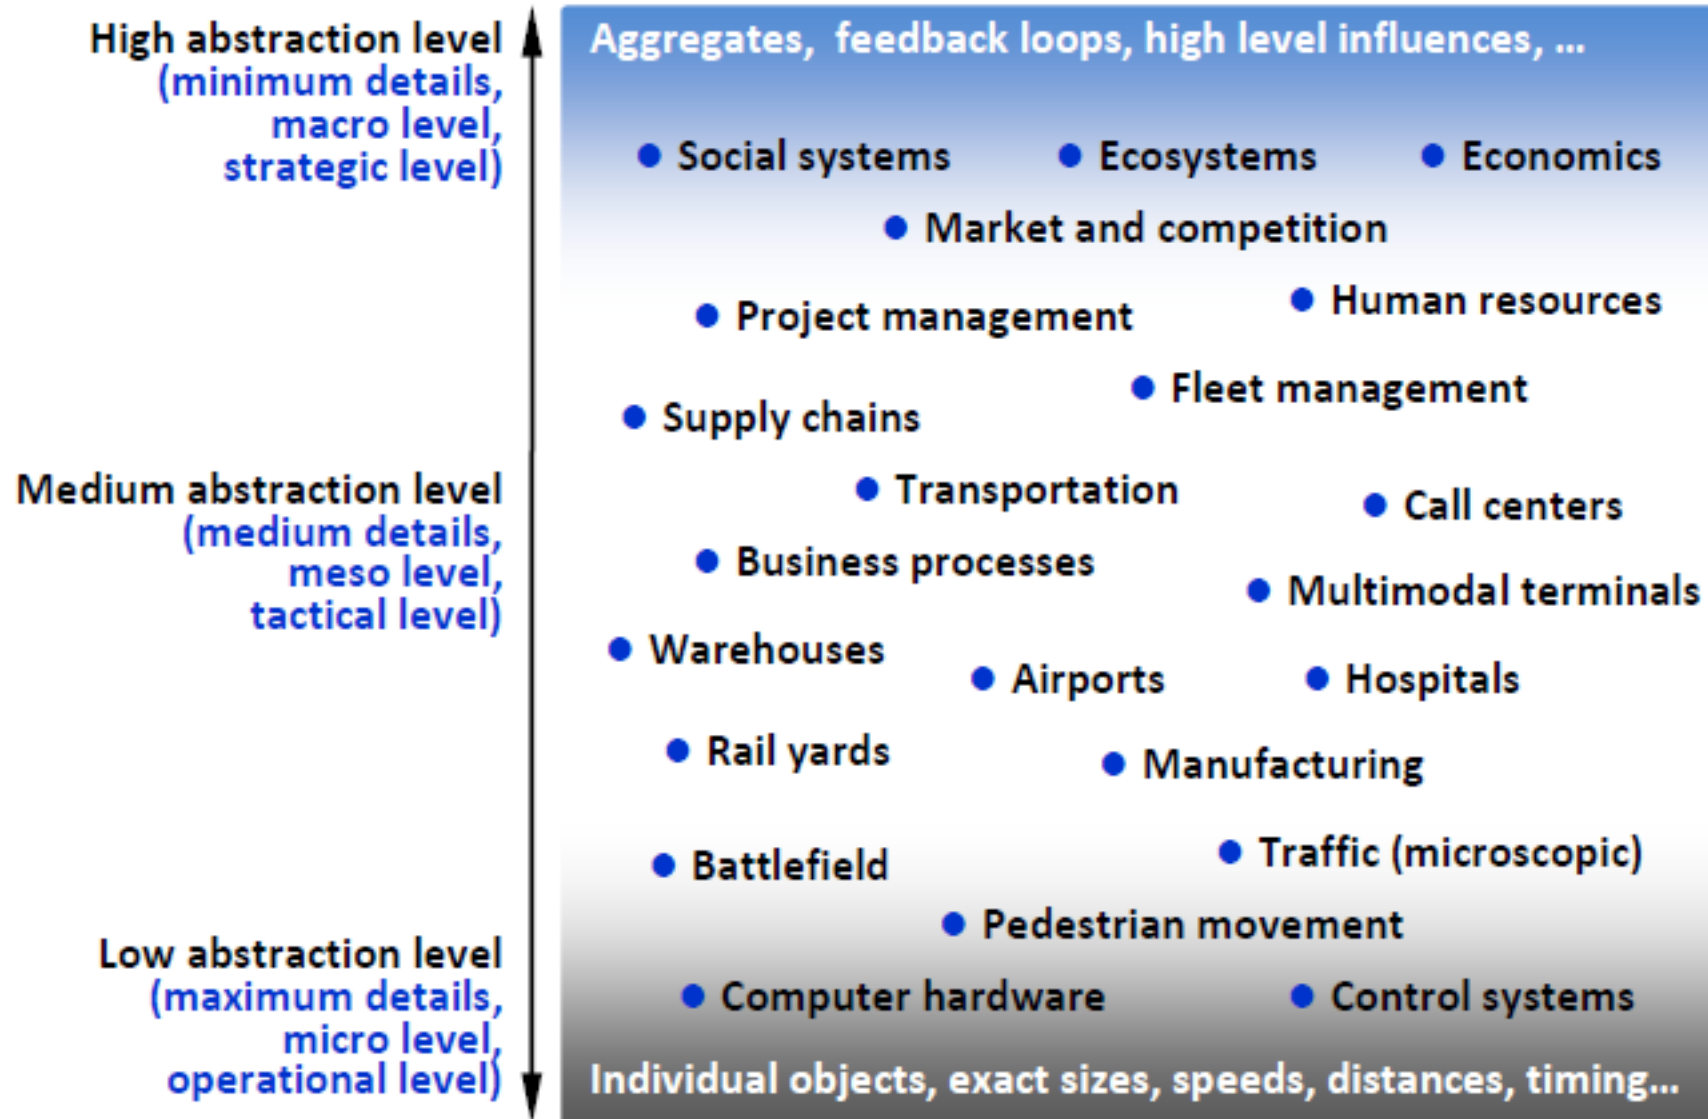 High abstraction level
(minimum details,
macro level,
strategic level)
Medium abstraction level
(medium details,
meso level,
tactical level)
Low abstraction level
(maximum details,
micro level,
operational level)
Aggregates, feedback loops, high level influences, ...
Social systems
Ecosystems
Economics
Market and competition
Human resources
Project management
Fleet management
Supply chains
Transportation
Call centers
Business processes
Multimodal terminals
Warehouses
Airports
Hospitals
Rail yards
Manufacturing
Traffic (microscopic)
Battlefield
Pedestrian movement
Computer hardware
Control systems
Individual objects, exact sizes, speeds, distances, timing...